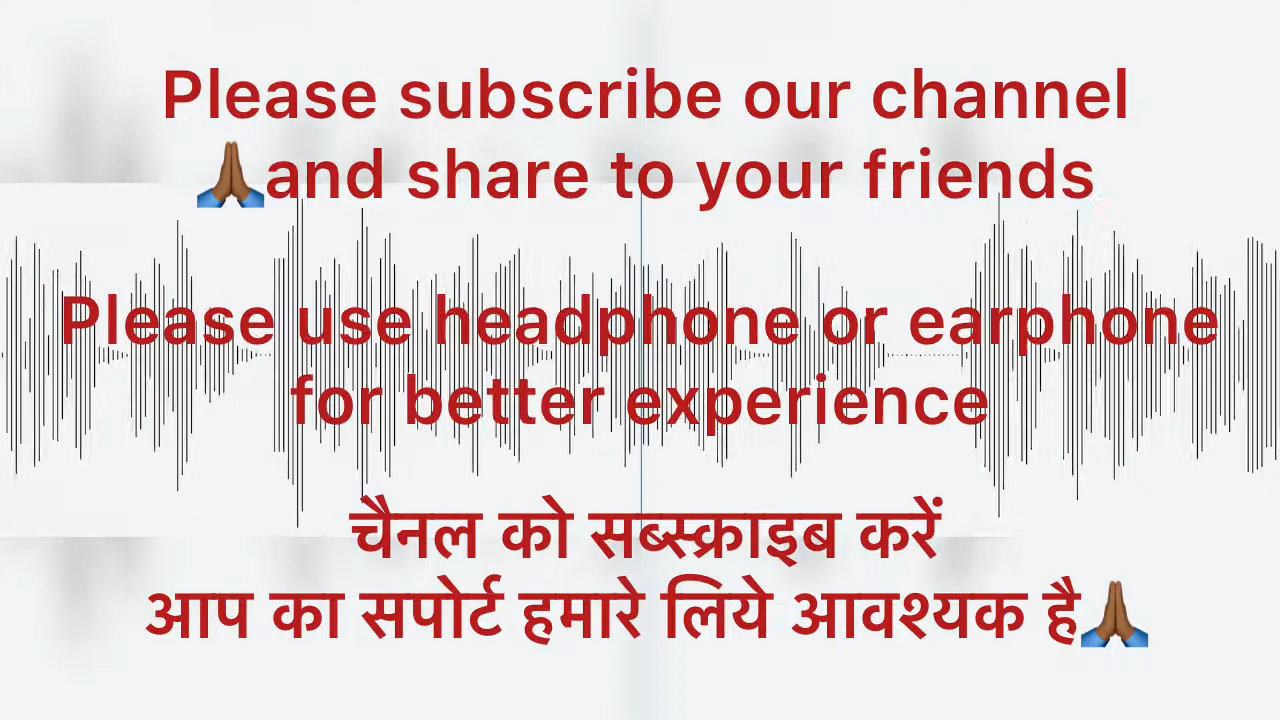 Please subscribe our channel
🙏🏾and share to your friends
Please use headphone or earphone
for better experience
चैनल को सब्स्क्राइब करें
आप का सपोर्ट हमारे लिये आवश्यक है🙏🏾